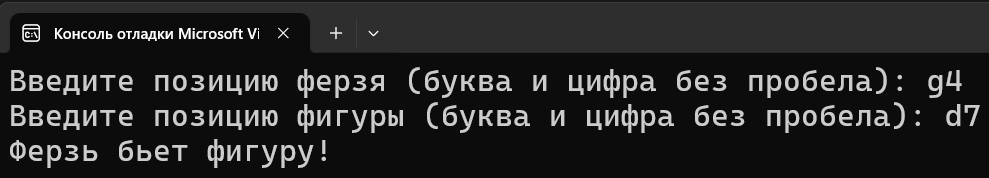 Консоль отладки Microsoft Vi
Введите позицию ферзя (буква и цифра без пробела): g4
Введите позицию фигуры (буква и цифра без пробела): d7
Ферзь бьет фигуру!